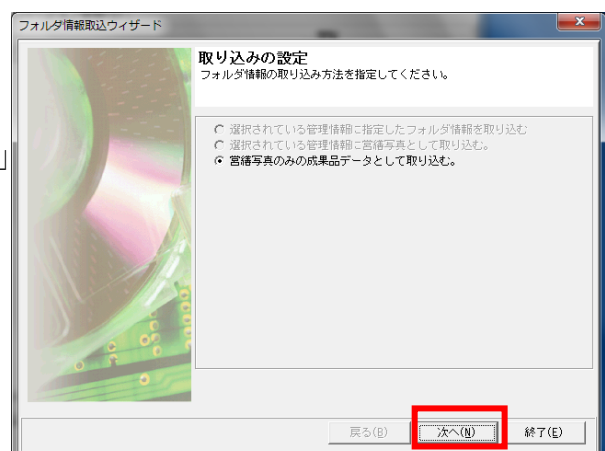 フォルダ情報取込ウィザード
取り込みの設定
フォルダ情報の取り込み方法を指定してください。
選択されている管理情報に指定したフォルダ情報を取り込む
選択されている管理情報に営繕写真として取り込む。
営繕写真のみの成果品データとして取り込む。
戻る(B) 次へ(N) 終了(E)